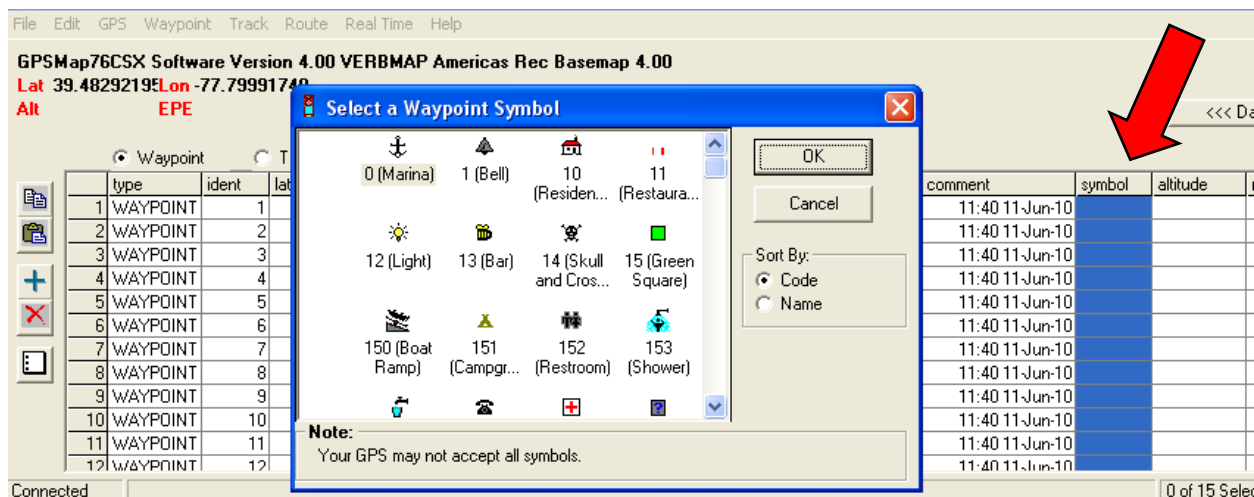 File Edit GPS Waypoint Track Route Real Time Help
GPSMap76CSX Software Version 4.00 VERBMAP Americas Rec Basemap 4.00
Lat 39.48292195 Lon -77.79991740
Alt EPE
<<< Da
Waypoint T
Select a Waypoint Symbol
0 (Marina) 1 (Bell) 10 (Residen... 11 (Restaura...
12 (Light) 13 (Bar) 14 (Skull and Cros... 15 (Green Square)
150 (Boat Ramp) 151 (Campgr... 152 (Restroom) 153 (Shower)
OK
Cancel
Sort By:
Code
Name
Note:
Your GPS may not accept all symbols.
type ident lat comment symbol altitude
1 WAYPOINT 1 11:40 11-Jun-10
2 WAYPOINT 2 11:40 11-Jun-10
3 WAYPOINT 3 11:40 11-Jun-10
4 WAYPOINT 4 11:40 11-Jun-10
5 WAYPOINT 5 11:40 11-Jun-10
6 WAYPOINT 6 11:40 11-Jun-10
7 WAYPOINT 7 11:40 11-Jun-10
8 WAYPOINT 8 11:40 11-Jun-10
9 WAYPOINT 9 11:40 11-Jun-10
10 WAYPOINT 10 11:40 11-Jun-10
11 WAYPOINT 11 11:40 11-Jun-10
12 WAYPOINT 12 11:40 11-Jun-10
Connected 0 of 15 Selec